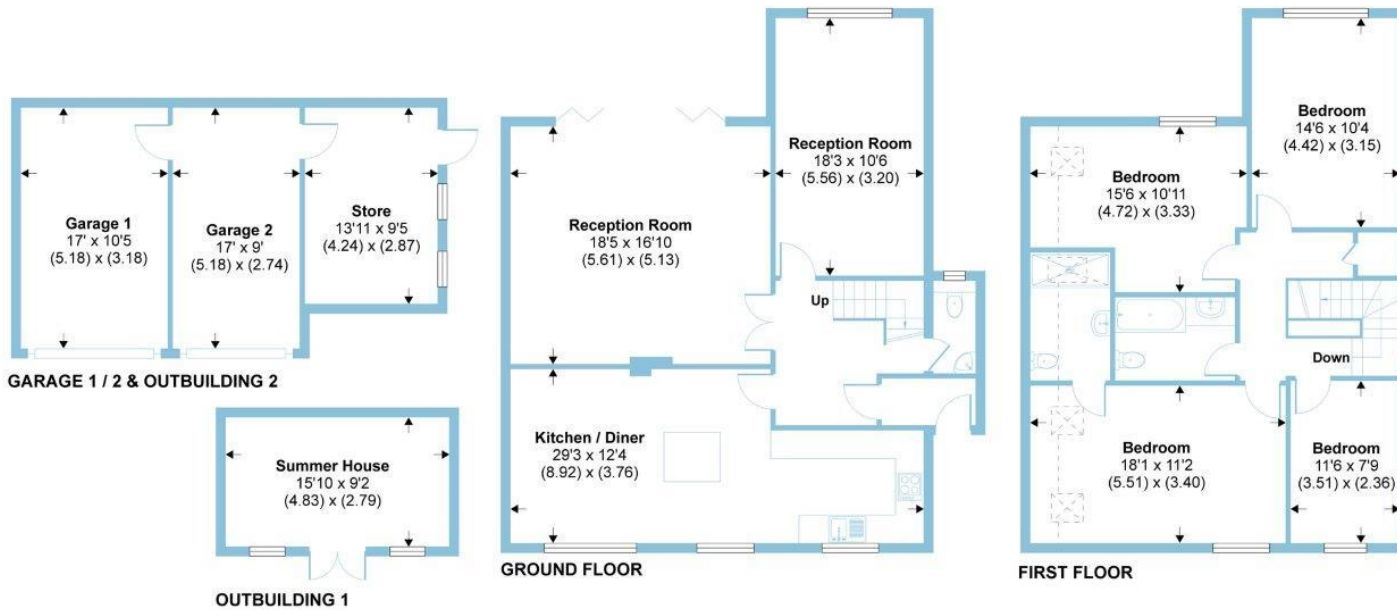 Garage 1
17' x 10'5
(5.18) x (3.18)
Garage 2
17' x 9'
(5.18) x (2.74)
Store
13'11 x 9'5
(4.24) x (2.87)
GARAGE 1 / 2 & OUTBUILDING 2
Summer House
15'10 x 9'2
(4.83) x (2.79)
OUTBUILDING 1
Reception Room
18'3 x 10'6
(5.56) x (3.20)
Reception Room
18'5 x 16'10
(5.61) x (5.13)
Up
Kitchen / Diner
29'3 x 12'4
(8.92) x (3.76)
GROUND FLOOR
Bedroom
14'6 x 10'4
(4.42) x (3.15)
Bedroom
15'6 x 10'11
(4.72) x (3.33)
Down
Bedroom
18'1 x 11'2
(5.51) x (3.40)
Bedroom
11'6 x 7'9
(3.51) x (2.36)
FIRST FLOOR